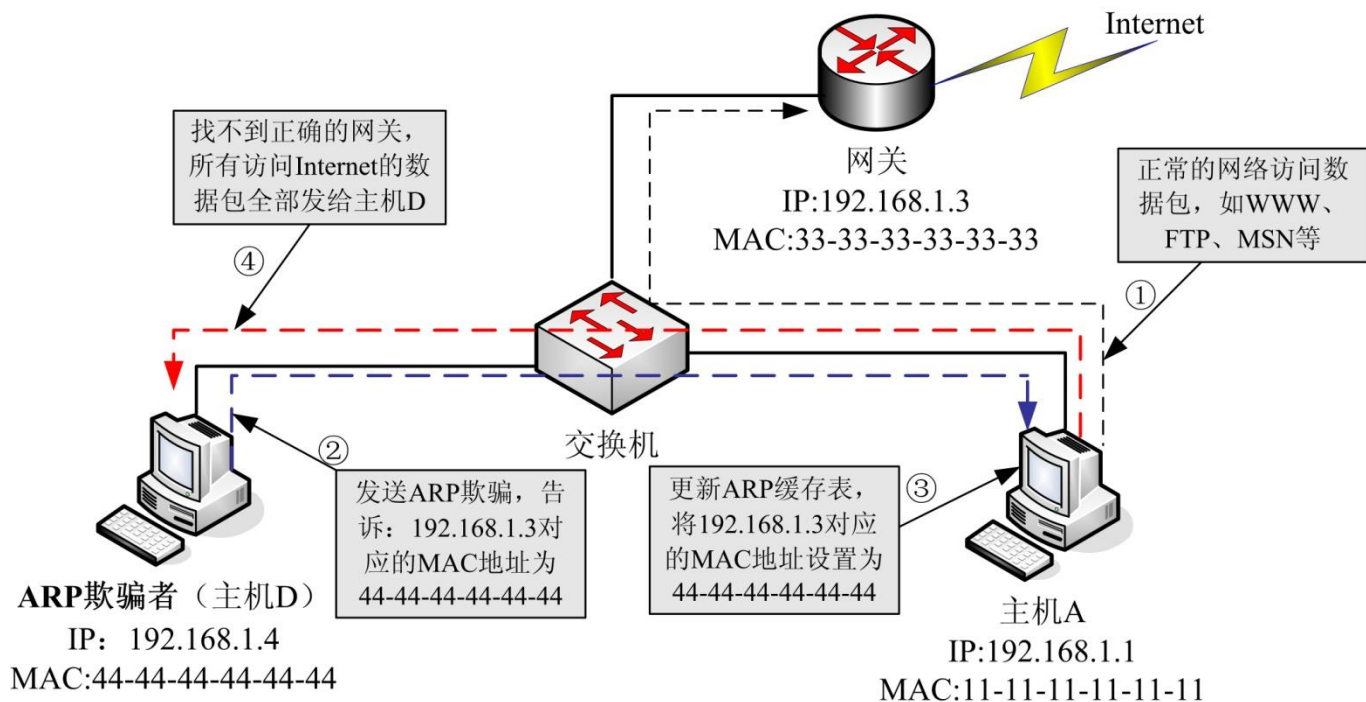 Internet
找不到正确的网关，
所有访问Internet的数
据包全部发给主机D
网关
IP:192.168.1.3
MAC:33-33-33-33-33-33
正常的网络访问数
据包，如WWW、
FTP、MSN等
④
①
交换机
②
发送ARP欺骗，告
诉：192.168.1.3对
应的MAC地址为
44-44-44-44-44-44
更新ARP缓存表，
将192.168.1.3对应
的MAC地址设置为
44-44-44-44-44-44
③
ARP欺骗者（主机D）
IP：192.168.1.4
MAC:44-44-44-44-44-44
主机A
IP:192.168.1.1
MAC:11-11-11-11-11-11